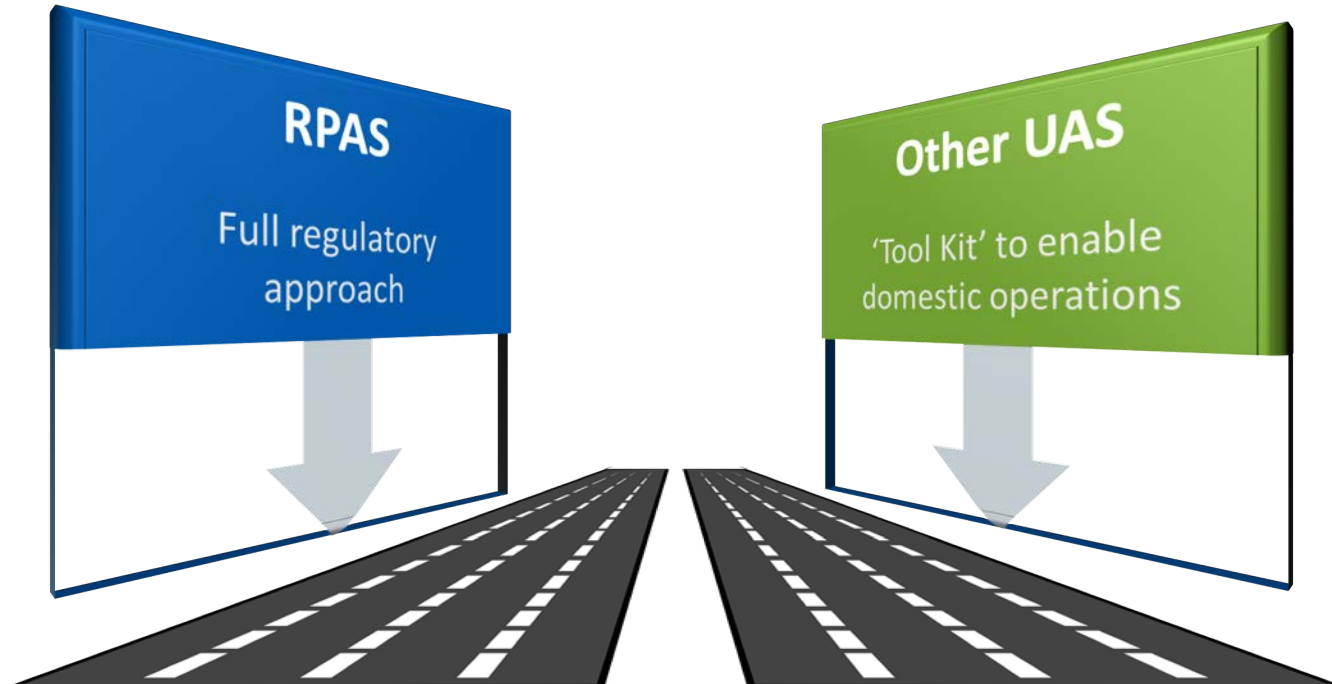 RPAS
Full regulatory
approach
Other UAS
‘Tool Kit’ to enable
domestic operations